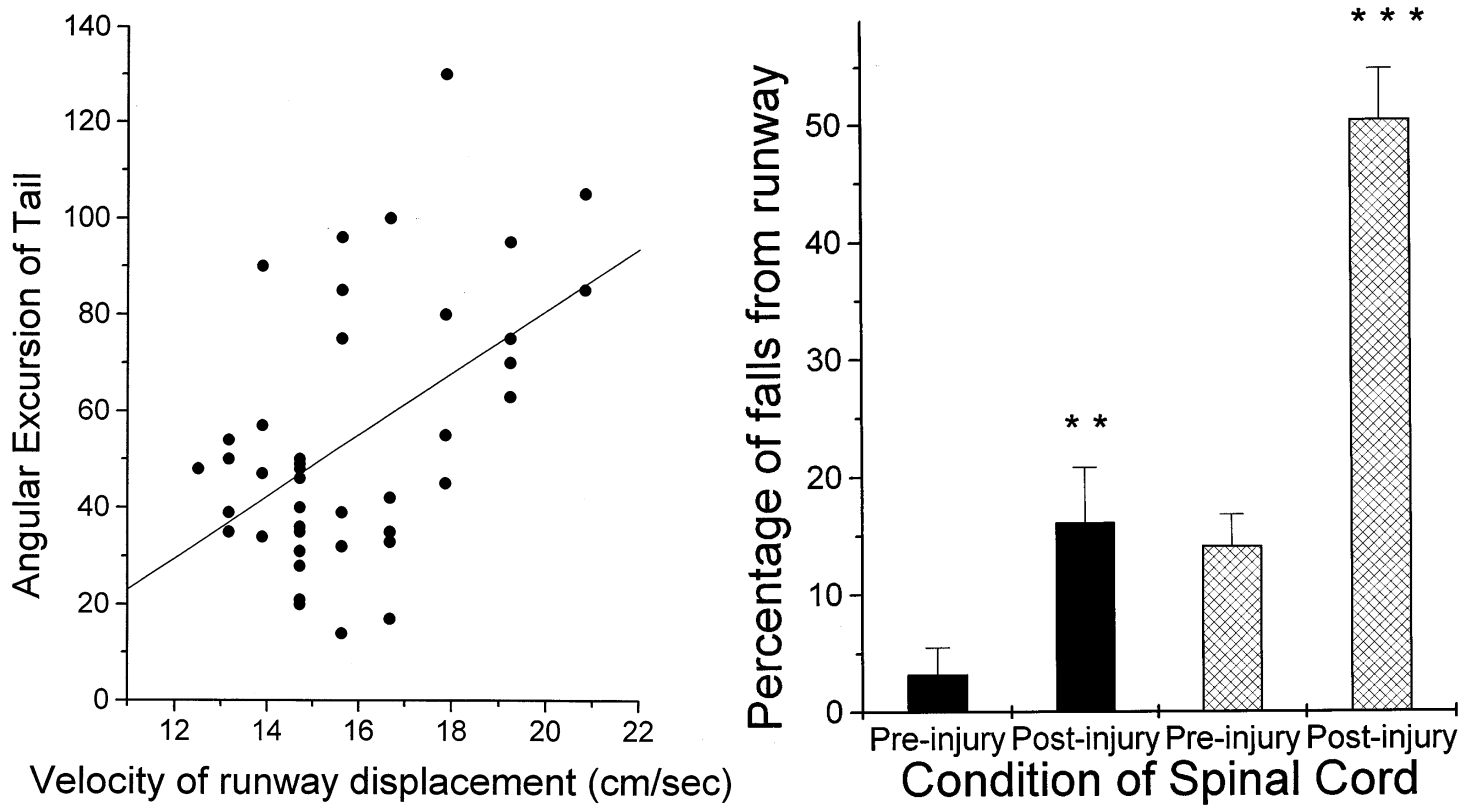 Angular Excursion of Tail
140
120
100
80
60
40
20
0
12 14 16 18 20 22
Velocity of runway displacement (cm/sec)
Percentage of falls from runway
50
40
30
20
10
0
* *
* * *
Pre-injury Post-injury Pre-injury Post-injury
Condition of Spinal Cord